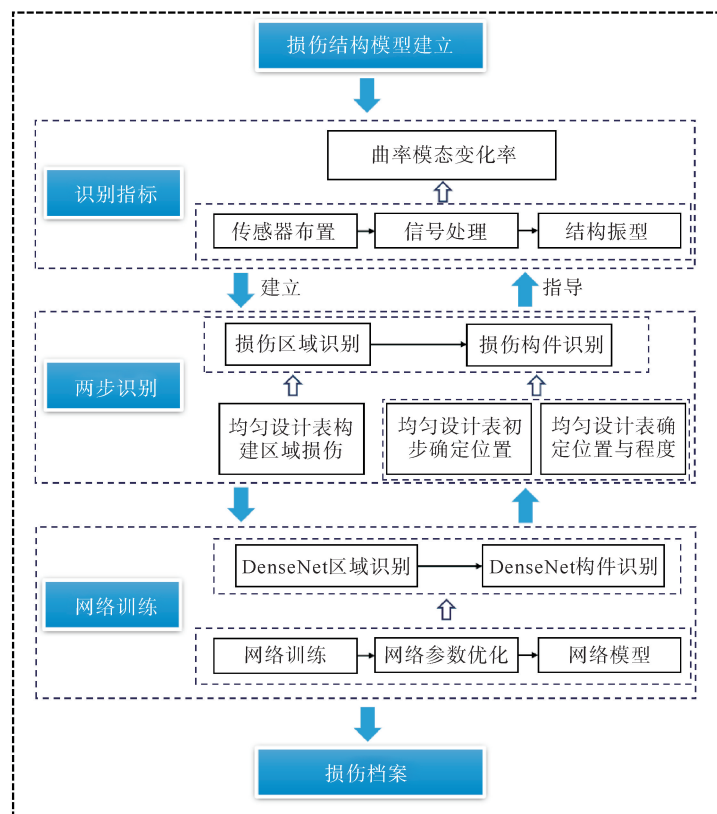 损伤结构模型建立
曲率模态变化率
识别指标
传感器布置
信号处理
结构振型
建立
指导
损伤区域识别
损伤构件识别
两步识别
均匀设计表构
建区域损伤
均匀设计表初
步确定位置
均匀设计表确
定位置与程度
DenseNet区域识别
DenseNet构件识别
网络训练
网络训练
网络参数优化
网络模型
损伤档案